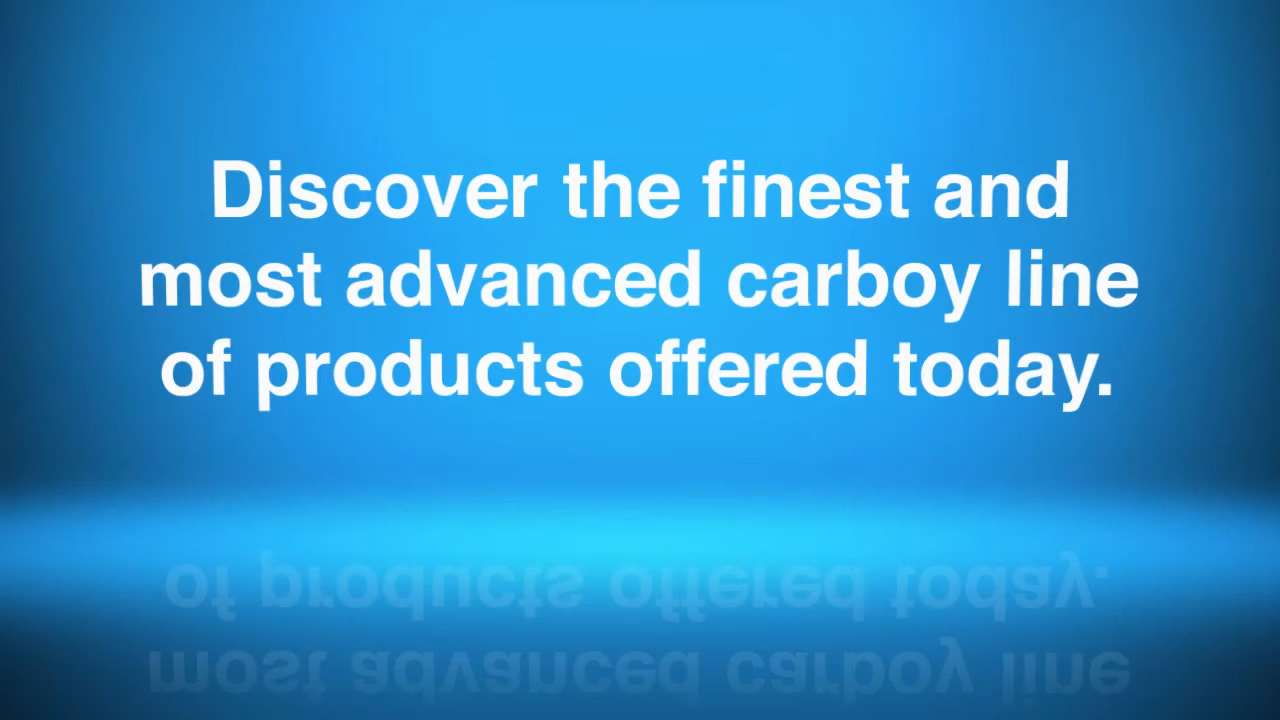 Discover the finest and
most advanced carboy line
of products offered today.